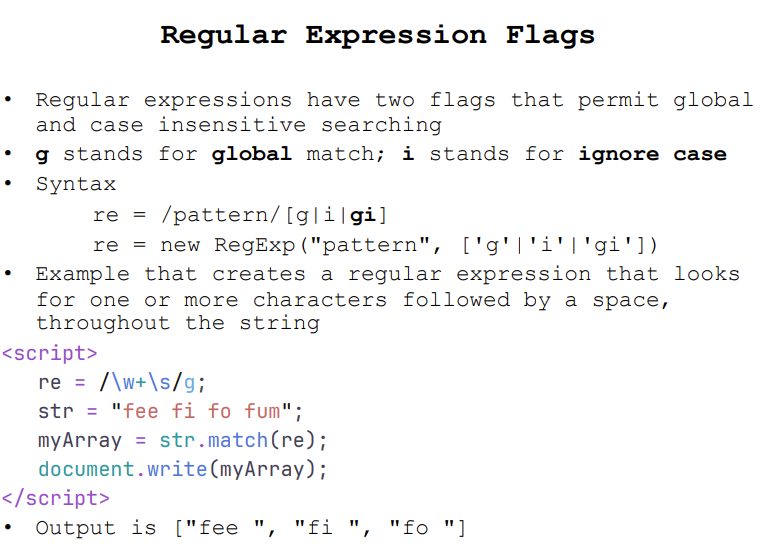 Regular Expression Flags
• Regular expressions have two flags that permit global
and case insensitive searching
• g stands for global match; i stands for ignore case
• Syntax
re = /pattern/[g|i|gi]
re = new RegExp("pattern", ['g'|'i'|'gi'])
• Example that creates a regular expression that looks
for one or more characters followed by a space,
throughout the string
<script>
re = /\w+\s/g;
str = "fee fi fo fum";
myArray = str.match(re);
document.write(myArray);
</script>
• Output is ["fee ", "fi ", "fo "]